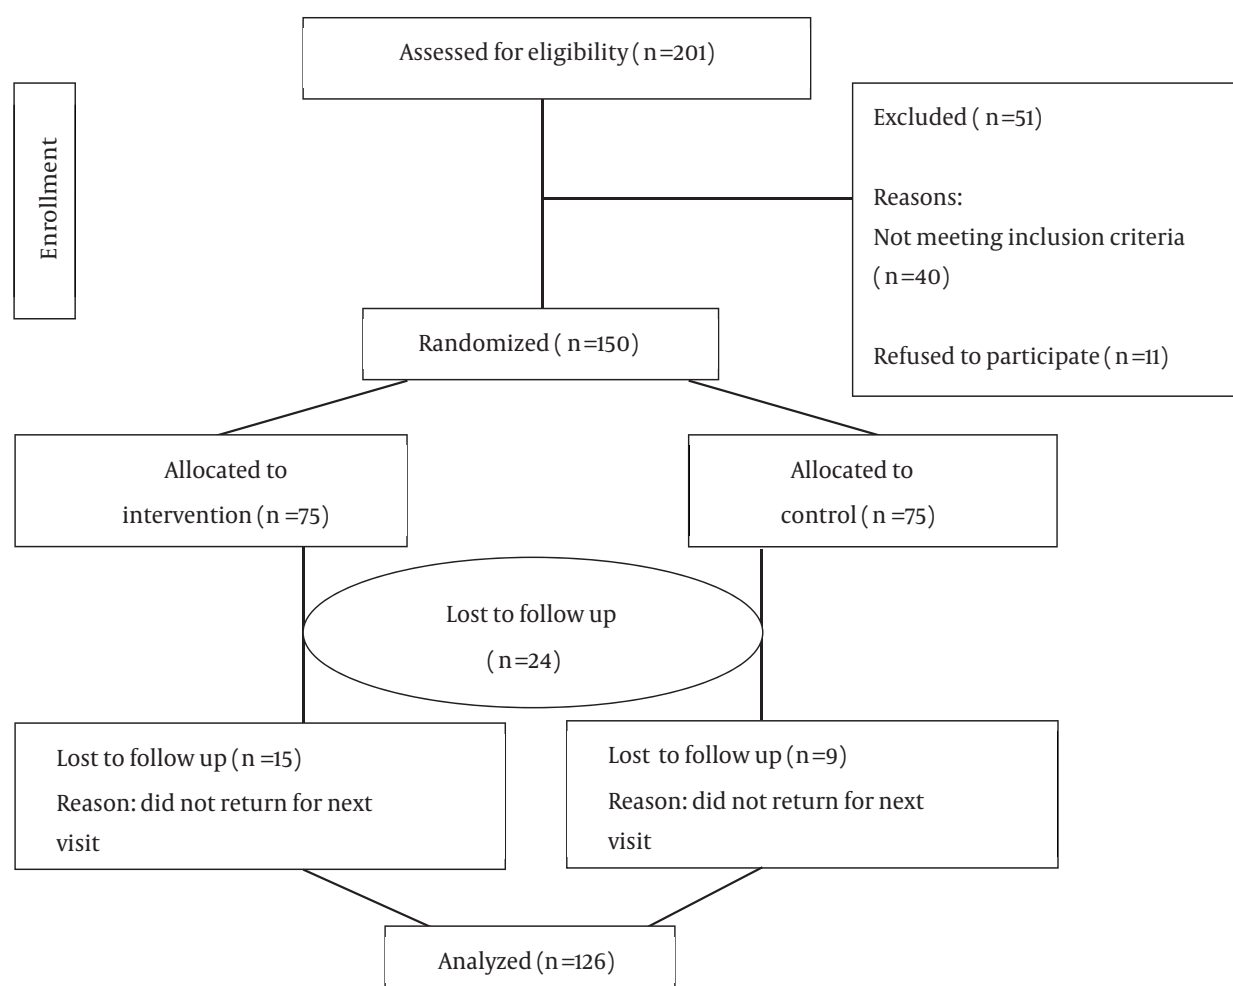 Assessed for eligibility (n=201)
Enrollment
Excluded (n=51)
Reasons:
Not meeting inclusion criteria
(n=40)
Refused to participate (n=11)
Randomized (n=150)
Allocated to
intervention (n=75)
Allocated to
control (n=75)
Lost to follow up
(n=24)
Lost to follow up (n=15)
Reason: did not return for next
visit
Lost to follow up (n=9)
Reason: did not return for next
visit
Analyzed (n=126)